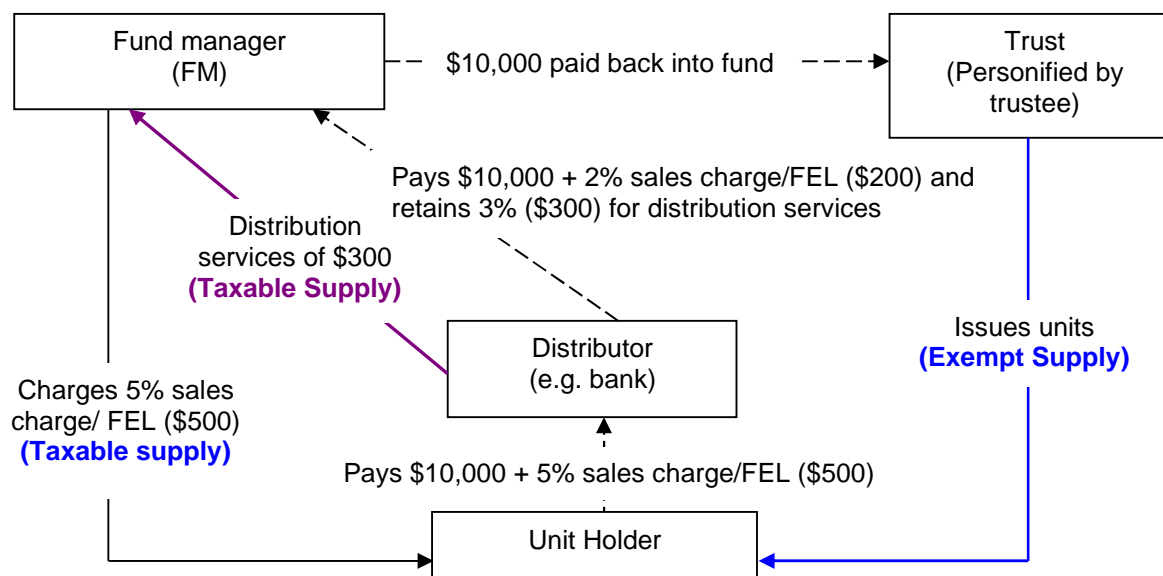 Fund manager
(FM)
$10,000 paid back into fund
Trust
(Personified by
trustee)
Pays $10,000 + 2% sales charge/FEL ($200) and
retains 3% ($300) for distribution services
Distribution
services of $300
(Taxable Supply)
Distributor
(e.g. bank)
Issues units
(Exempt Supply)
Charges 5% sales
charge/ FEL ($500)
(Taxable supply)
Pays $10,000 + 5% sales charge/FEL ($500)
Unit Holder